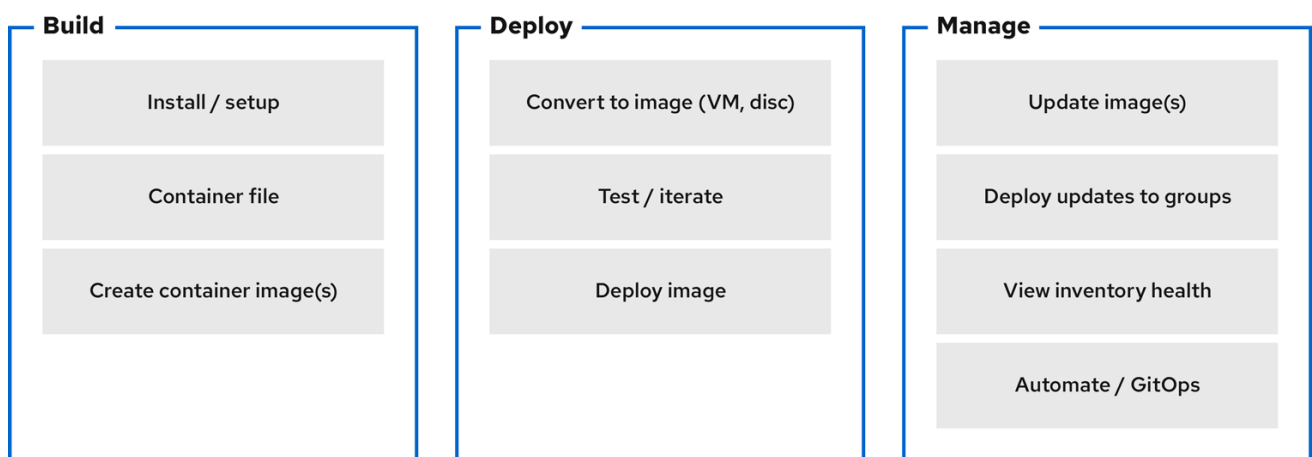 Build
Install / setup
Container file
Create container image(s)
Deploy
Convert to image (VM, disc)
Test / iterate
Deploy image
Manage
Update image(s)
Deploy updates to groups
View inventory health
Automate / GitOps